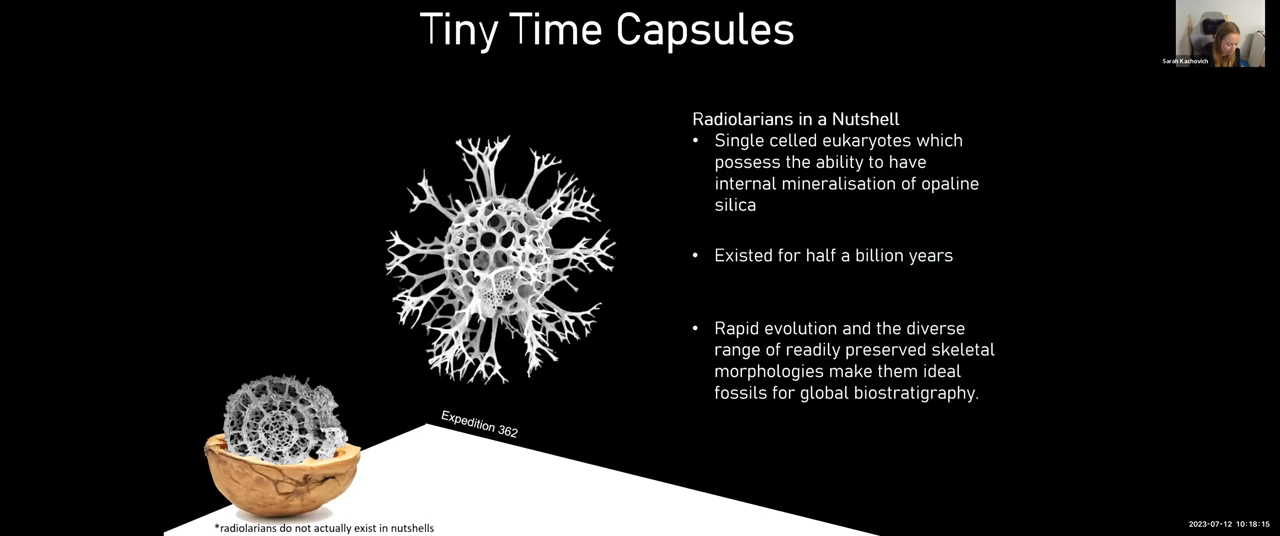 Tiny Time Capsules
Sarah Kachovich
Radiolarians in a Nutshell
• Single celled eukaryotes which
possess the ability to have
internal mineralisation of opaline
silica
• Existed for half a billion years
• Rapid evolution and the diverse
range of readily preserved skeletal
morphologies make them ideal
fossils for global biostratigraphy.
Expedition 362
*radiolarians do not actually exist in nutshells
2023-07-12 10:18:15